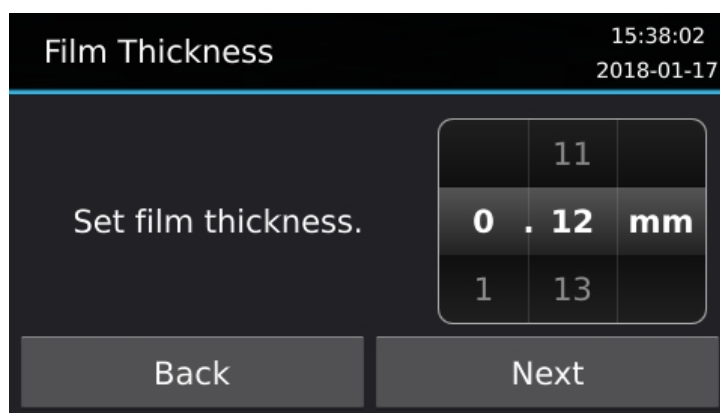 Film Thickness
15:38:02
2018-01-17
11
Set film thickness.
0 . 12 mm
1 13
Back
Next